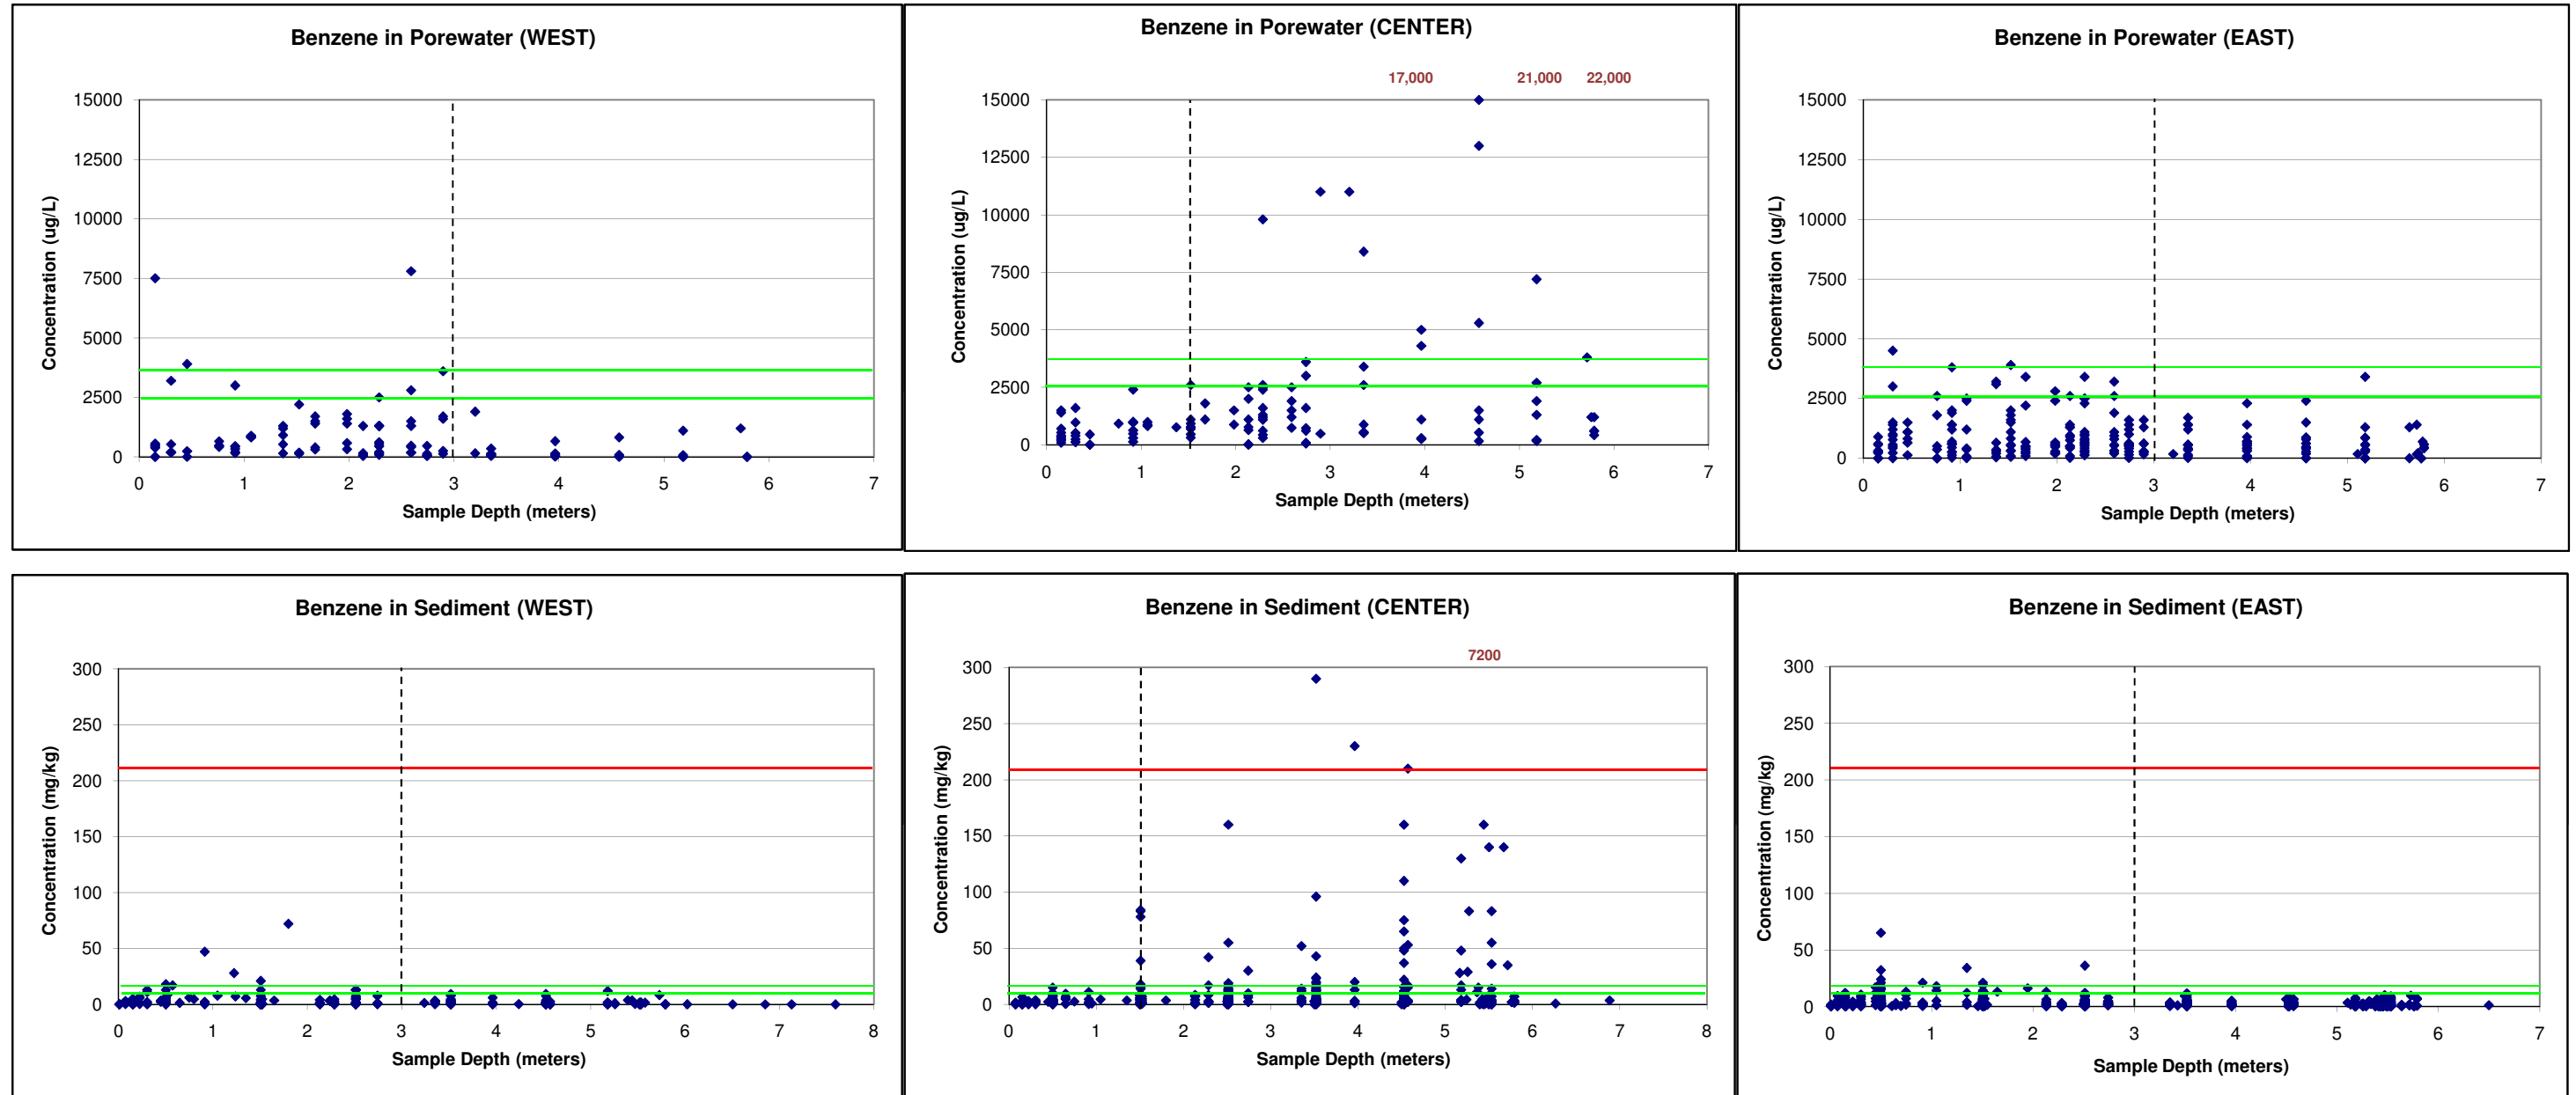 Benzene in Porewater (WEST)
15000
12500
10000
7500
5000
2500
0
Concentration (ug/L)
0 1 2 3 4 5 6 7
Sample Depth (meters)
Benzene in Porewater (CENTER)
17,000 21,000 22,000
15000
12500
10000
7500
5000
2500
0
Concentration (ug/L)
0 1 2 3 4 5 6 7
Sample Depth (meters)
Benzene in Porewater (EAST)
15000
12500
10000
7500
5000
2500
0
Concentration (ug/L)
0 1 2 3 4 5 6 7
Sample Depth (meters)
Benzene in Sediment (WEST)
300
250
200
150
100
50
0
Concentration (mg/kg)
0 1 2 3 4 5 6 7 8
Sample Depth (meters)
Benzene in Sediment (CENTER)
7200
300
250
200
150
100
50
0
Concentration (mg/kg)
0 1 2 3 4 5 6 7 8
Sample Depth (meters)
Benzene in Sediment (EAST)
300
250
200
150
100
50
0
Concentration (mg/kg)
0 1 2 3 4 5 6 7
Sample Depth (meters)